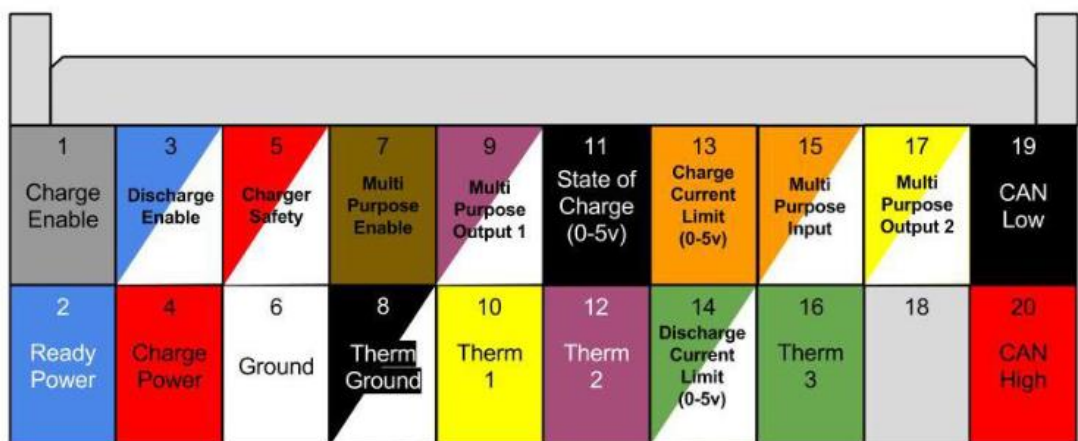 1
Charge
Enable
3
Discharge
Enable
5
Charger
Safety
7
Multi
Purpose
Enable
9
Multi
Purpose
Output 1
11
State of
Charge
(0-5v)
13
Charge
Current
Limit
(0-5v)
15
Multi
Purpose
Input
17
Multi
Purpose
Output 2
19
CAN
Low
2
Ready
Power
4
Charge
Power
6
Ground
8
Therm
Ground
10
Therm
1
12
Therm
2
14
Discharge
Current
Limit
(0-5v)
16
Therm
3
18
20
CAN
High